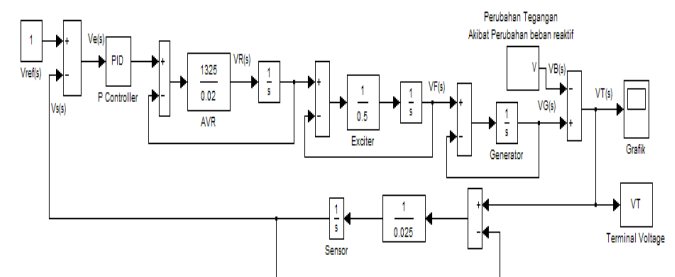 Perubahan Tegangan
Akibat Perubahan beban reaktif
1
Vref(s)
+
-
Ve(s)
Vs(s)
PID
P Controller
+
-
1325
0.02
AVR
VR(s)
1
s
+
-
1
0.5
Exciter
1
s
VF(s)
+
-
1
s
Generator
VG(s)
V
VB(s)
-
+
VT(s)
Grafik
VT
Terminal Voltage
+
-
1
0.025
1
s
Sensor